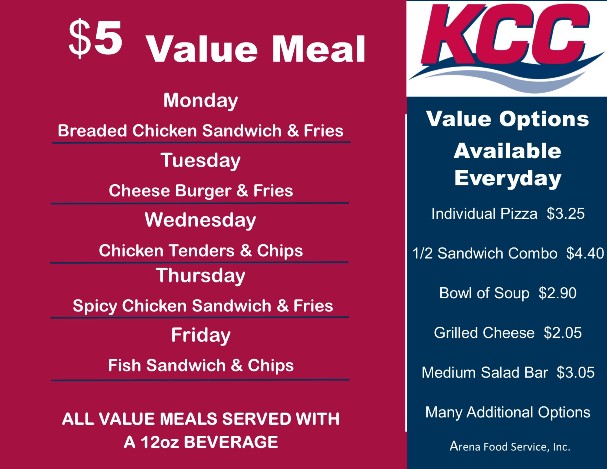 $5 Value Meal
Monday
Breaded Chicken Sandwich & Fries
Tuesday
Cheese Burger & Fries
Wednesday
Chicken Tenders & Chips
Thursday
Spicy Chicken Sandwich & Fries
Friday
Fish Sandwich & Chips
ALL VALUE MEALS SERVED WITH
A 12oz BEVERAGE
KCC
Value Options
Available
Everyday
Individual Pizza $3.25
1/2 Sandwich Combo $4.40
Bowl of Soup $2.90
Grilled Cheese $2.05
Medium Salad Bar $3.05
Many Additional Options
Arena Food Service, Inc.